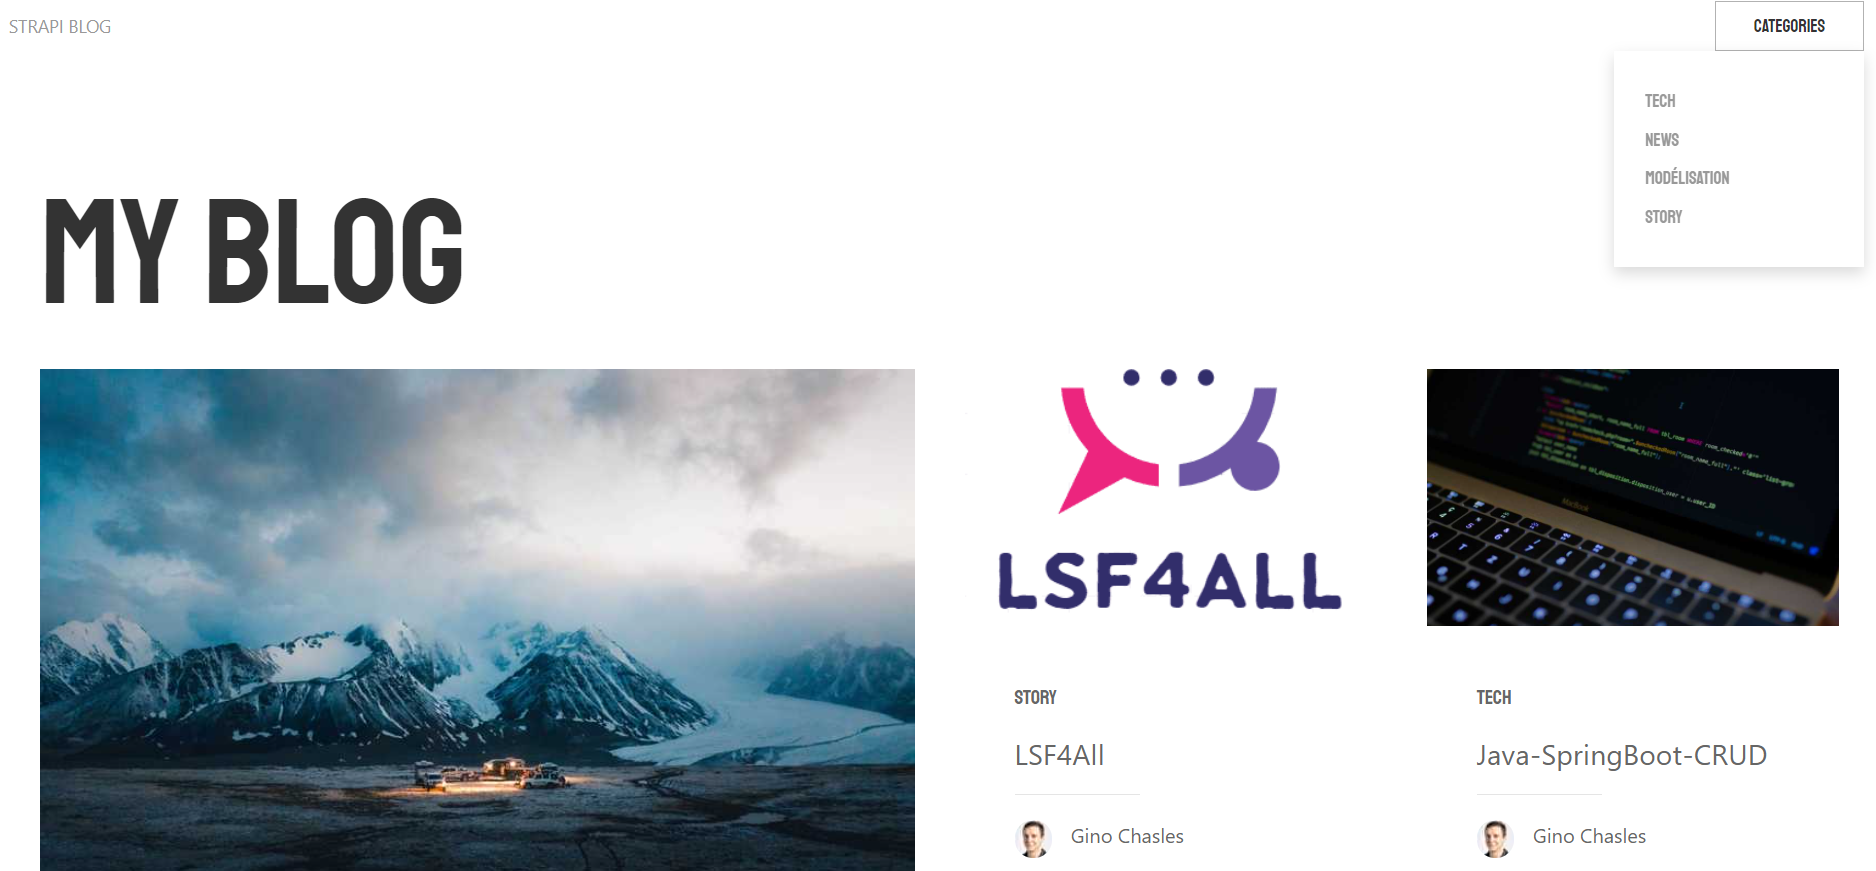 STRAPI BLOG
CATEGORIES
TECH
NEWS
MODÉLISATION
STORY
MY BLOG
LSF4ALL
MacBook
STORY
TECH
LSF4All
Java-SpringBoot-CRUD
Gino Chasles
Gino Chasles